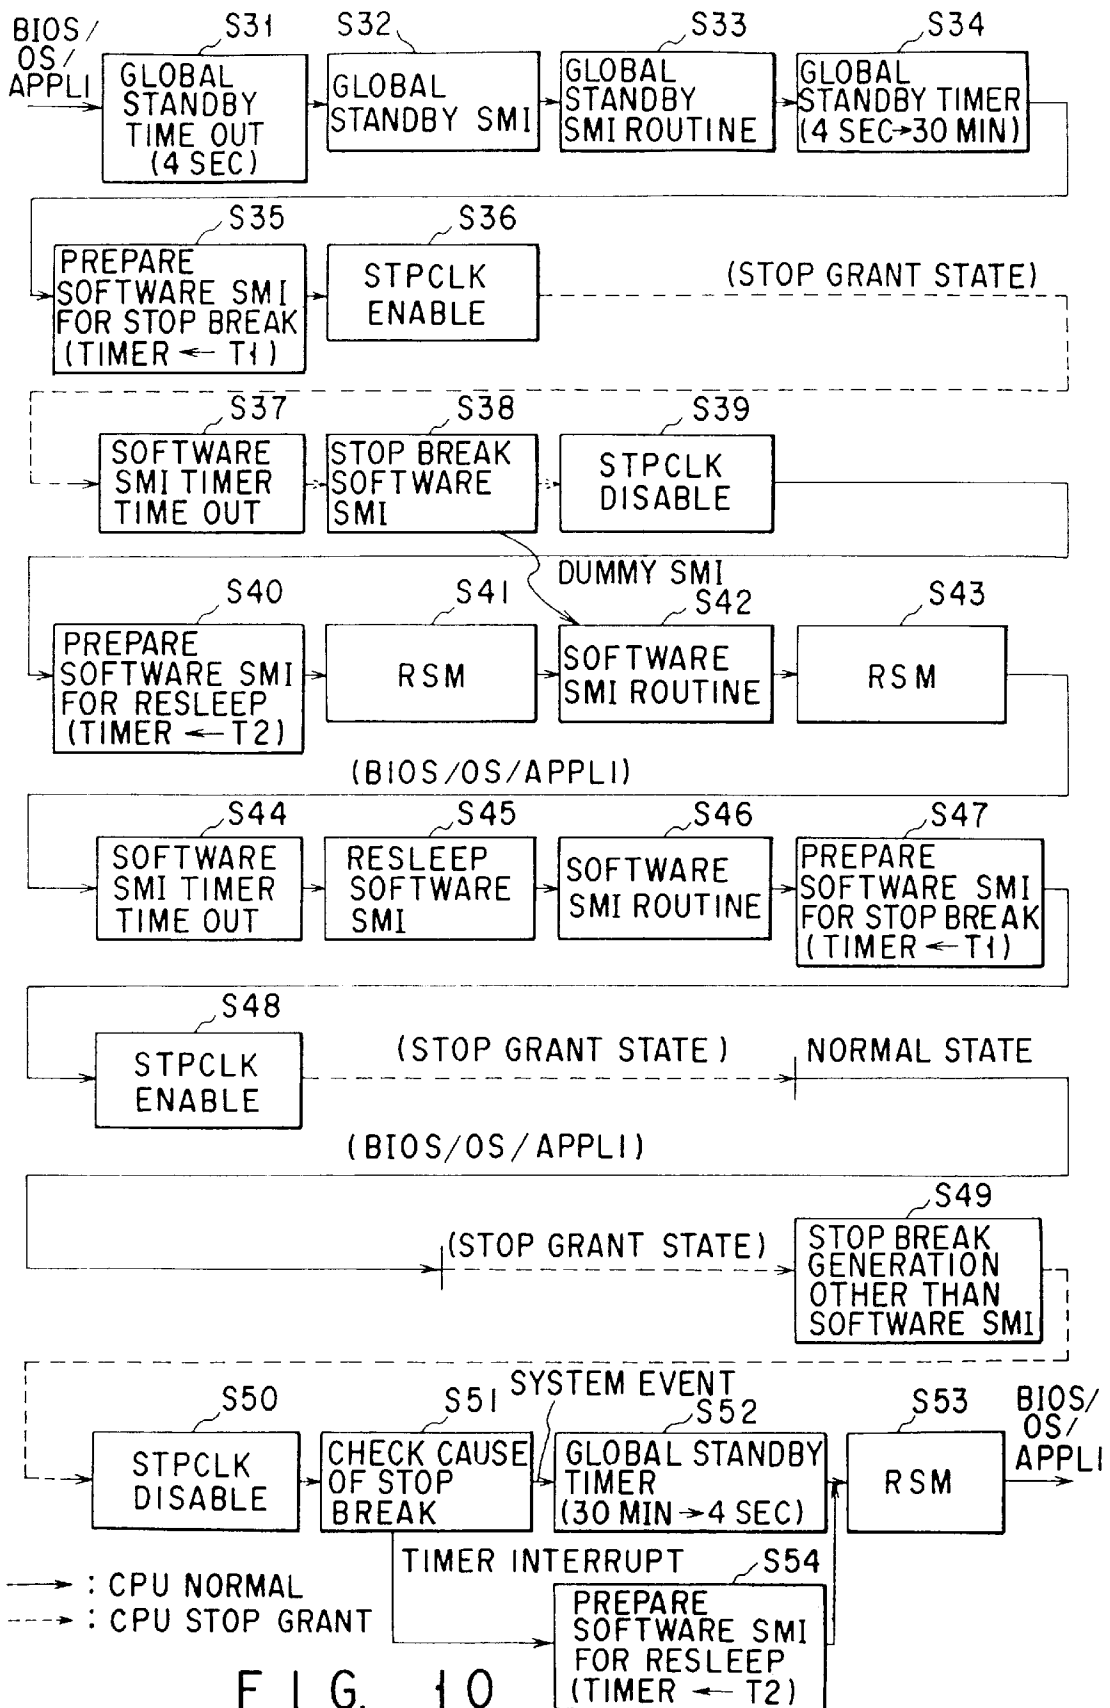 BIOS/
OS/
APPLI
S31
GLOBAL
STANDBY
TIME OUT
(4 SEC)
S32
GLOBAL
STANDBY SMI
S33
GLOBAL
STANDBY
SMI ROUTINE
S34
GLOBAL
STANDBY TIMER
(4 SEC→30 MIN)
S35
PREPARE
SOFTWARE SMI
FOR STOP BREAK
(TIMER ← T1)
S36
STPCLK
ENABLE
(STOP GRANT STATE)
S37
SOFTWARE
SMI TIMER
TIME OUT
S38
STOP BREAK
SOFTWARE
SMI
S39
STPCLK
DISABLE
DUMMY SMI
S40
PREPARE
SOFTWARE SMI
FOR RESLEEP
(TIMER ← T2)
S41
RSM
S42
SOFTWARE
SMI ROUTINE
S43
RSM
(BIOS/OS/APPLI)
S44
SOFTWARE
SMI TIMER
TIME OUT
S45
RESLEEP
SOFTWARE
SMI
S46
SOFTWARE
SMI ROUTINE
S47
PREPARE
SOFTWARE SMI
FOR STOP BREAK
(TIMER ← T1)
S48
STPCLK
ENABLE
(STOP GRANT STATE)
NORMAL STATE
(BIOS/OS/APPLI)
(STOP GRANT STATE)
S49
STOP BREAK
GENERATION
OTHER THAN
SOFTWARE SMI
S50
STPCLK
DISABLE
S51
CHECK CAUSE
OF STOP
BREAK
SYSTEM EVENT
S52
GLOBAL STANDBY
TIMER
(30 MIN→4 SEC)
S53
RSM
BIOS/
OS/
APPLI
TIMER INTERRUPT
S54
PREPARE
SOFTWARE SMI
FOR RESLEEP
(TIMER ← T2)
: CPU NORMAL
: CPU STOP GRANT
FIG. 10